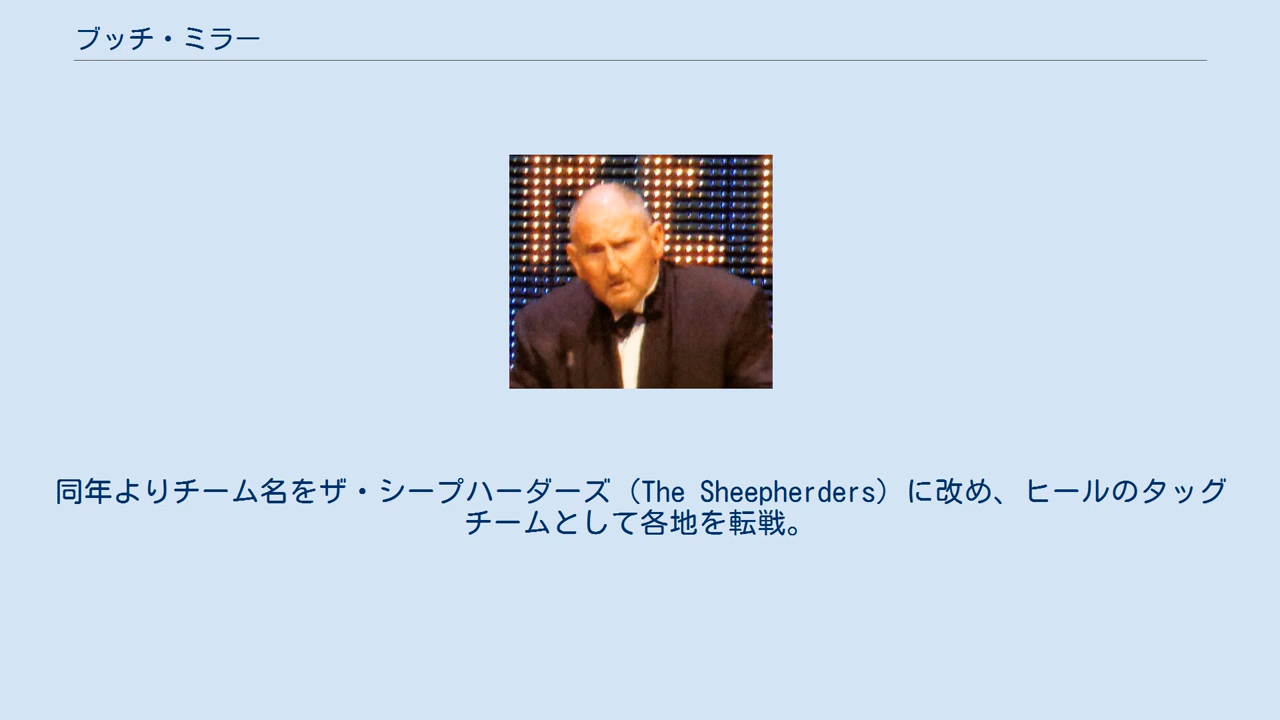 ブッチ・ミラー
同年よりチーム名をザ・シープハーダーズ（The Sheepherders）に改め、ヒールのタッグ
チームとして各地を転戦。